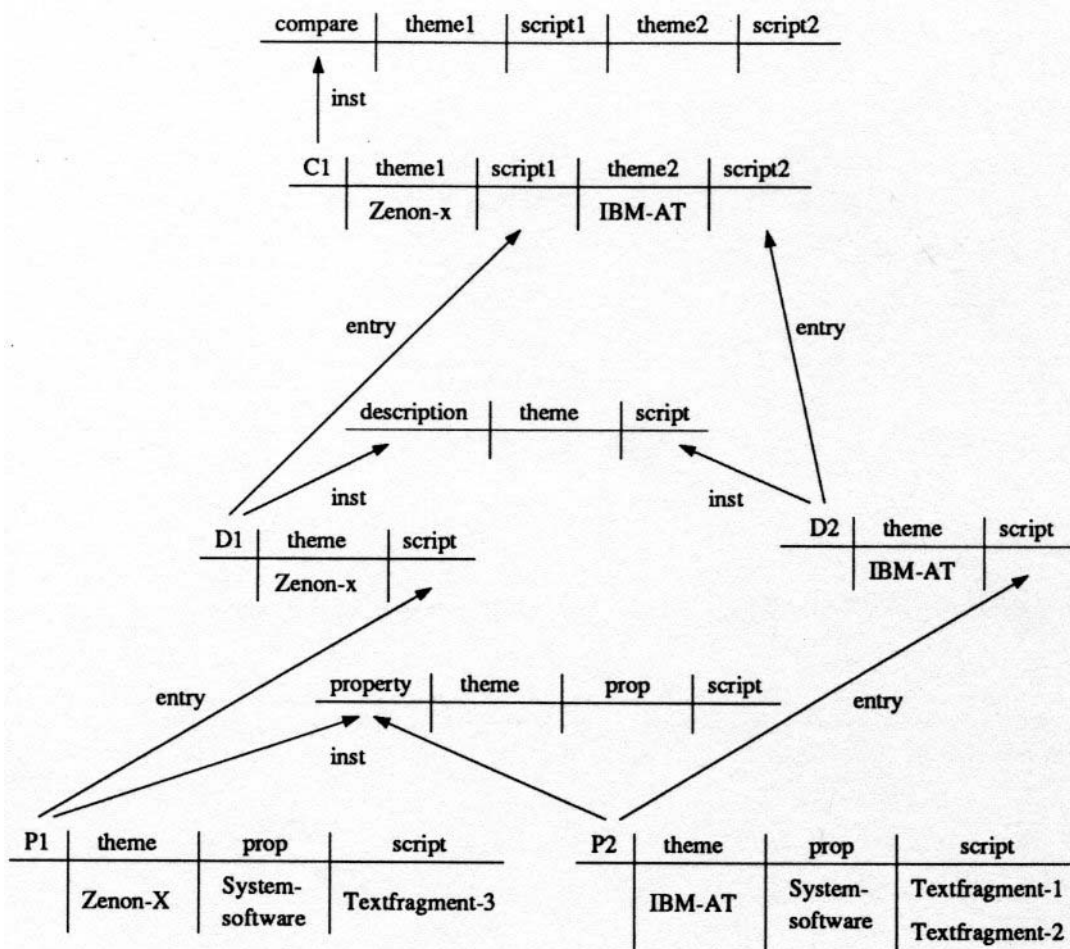 compare theme1 script1 theme2 script2
inst
C1 theme1 script1 theme2 script2
Zenon-x IBM-AT
entry
entry
description theme script
inst inst
D1 theme script
Zenon-x
D2 theme script
IBM-AT
entry
property theme prop script
entry
inst
P1 theme prop script
Zenon-X System-
software Textfragment-3
P2 theme prop script
IBM-AT System-
software Textfragment-1
Textfragment-2